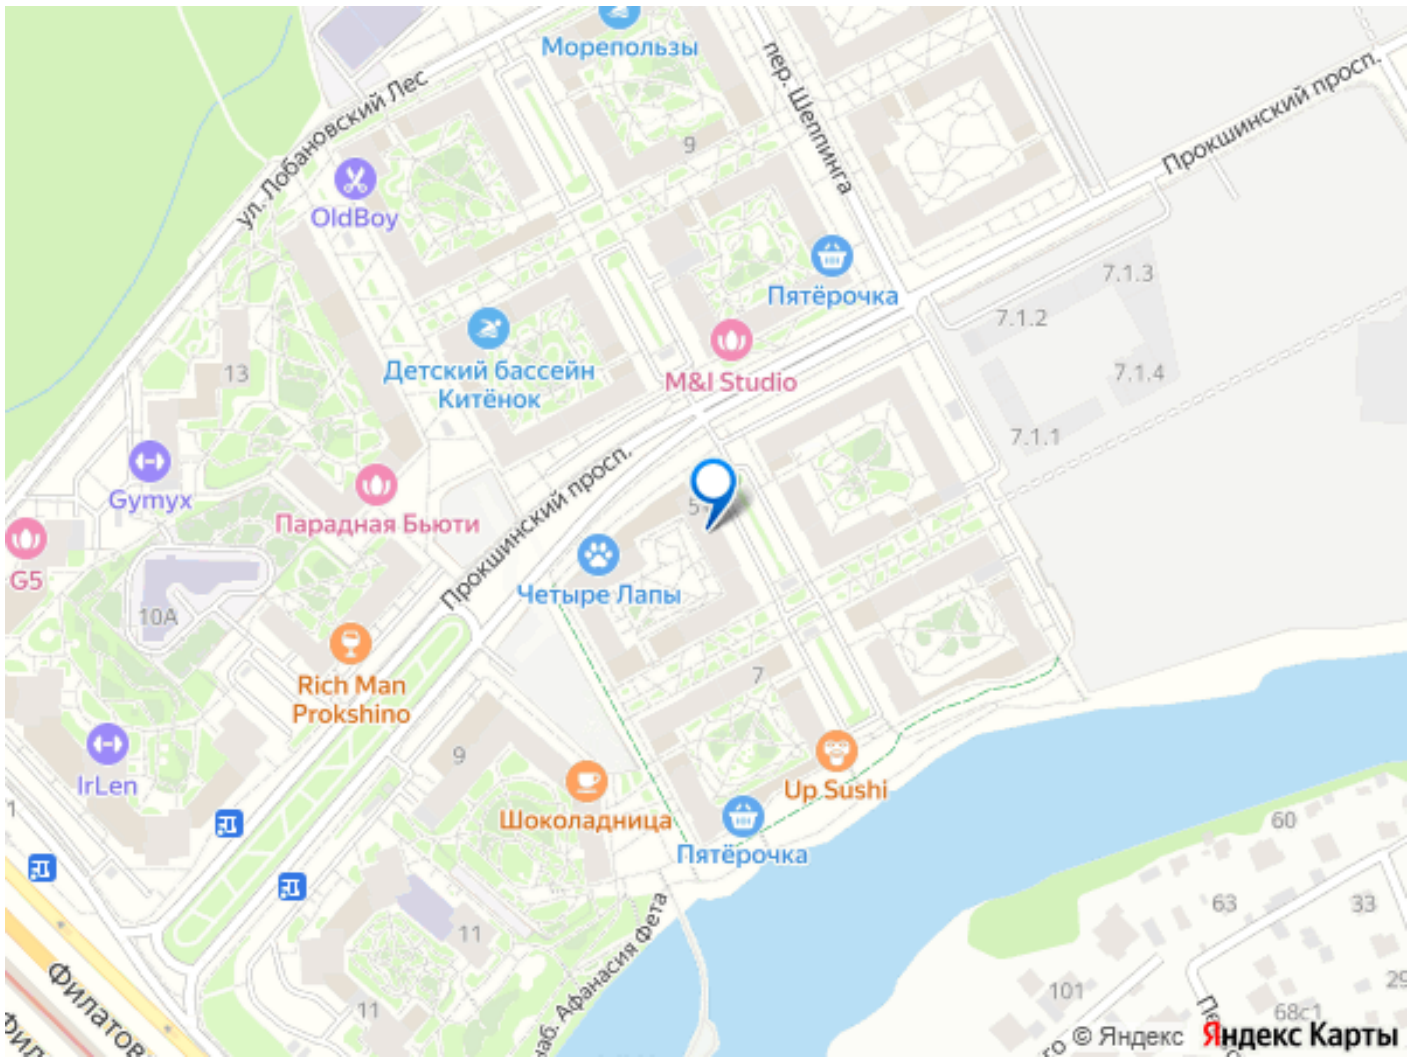 Морепользы
пер. Шеппинга
Прокшинский просп.
ул. Лобановский Лес
9
OldBoy
Пятёрочка
7.1.3
7.1.2
Детский бассейн
Китёнок
M&I Studio
13
7.1.4
7.1.1
Gymyx
Парадная Бьюти
Прокшинский просп.
5
G5
Четыре Лапы
10А
Rich Man
Prokshino
7
9
IrLen
1
Шоколадница
Up Sushi
Пятёрочка
60
63
33
11
11
наб. Афанасия Фета
101
29
68с1
© Яндекс Яндекс Карты